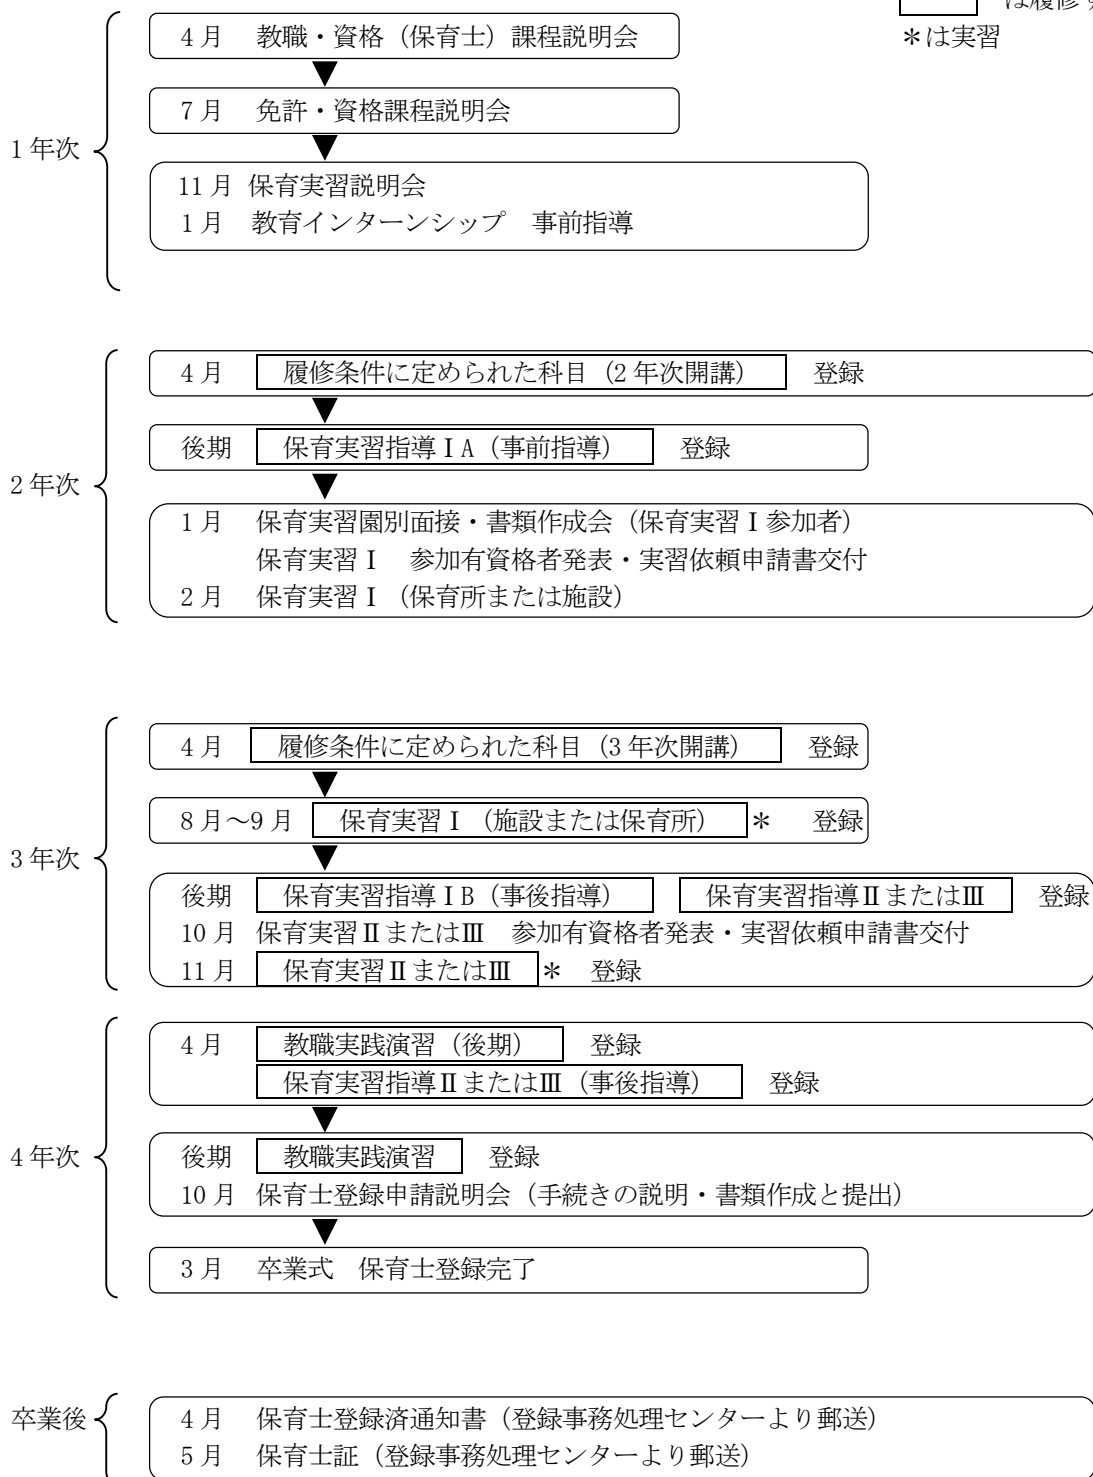 は履修
＊は実習
1年次
4月　教職・資格（保育士）課程説明会
7月　免許・資格課程説明会
11月 保育実習説明会
1月　教育インターンシップ　事前指導
2年次
4月　履修条件に定められた科目（2年次開講）　登録
後期　保育実習指導ⅠA（事前指導）　登録
1月　保育実習園別面接・書類作成会（保育実習Ⅰ参加者）
保育実習Ⅰ　参加有資格者発表・実習依頼申請書交付
2月　保育実習Ⅰ（保育所または施設）
3年次
4月　履修条件に定められた科目（3年次開講）　登録
8月～9月　保育実習Ⅰ（施設または保育所）＊　登録
後期　保育実習指導ⅠB（事後指導）　保育実習指導ⅡまたはⅢ　登録
10月 保育実習ⅡまたはⅢ　参加有資格者発表・実習依頼申請書交付
11月　保育実習ⅡまたはⅢ＊　登録
4年次
4月　教職実践演習（後期）　登録
保育実習指導ⅡまたはⅢ（事後指導）　登録
後期　教職実践演習　登録
10月 保育士登録申請説明会（手続きの説明・書類作成と提出）
3月　卒業式　保育士登録完了
卒業後
4月　保育士登録済通知書（登録事務処理センターより郵送）
5月　保育士証（登録事務処理センターより郵送）